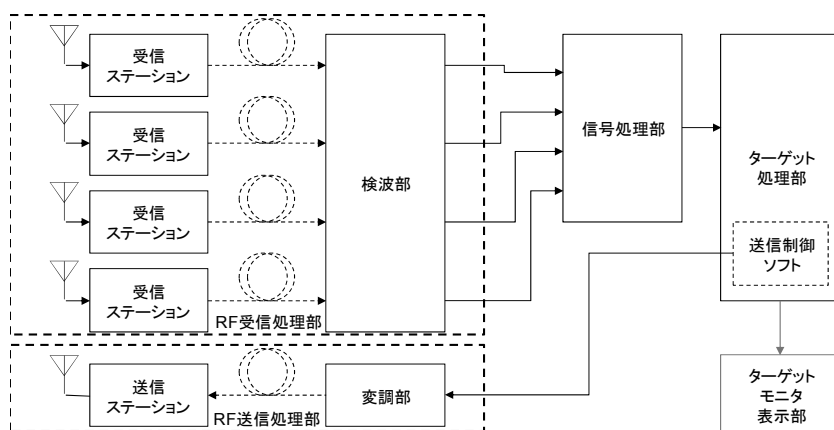 受信
ステーション
受信
ステーション
受信
ステーション
受信
ステーション
RF受信処理部
検波部
信号処理部
ターゲット
処理部
送信制御
ソフト
送信
ステーション
RF送信処理部
変調部
ターゲット
モニタ
表示部